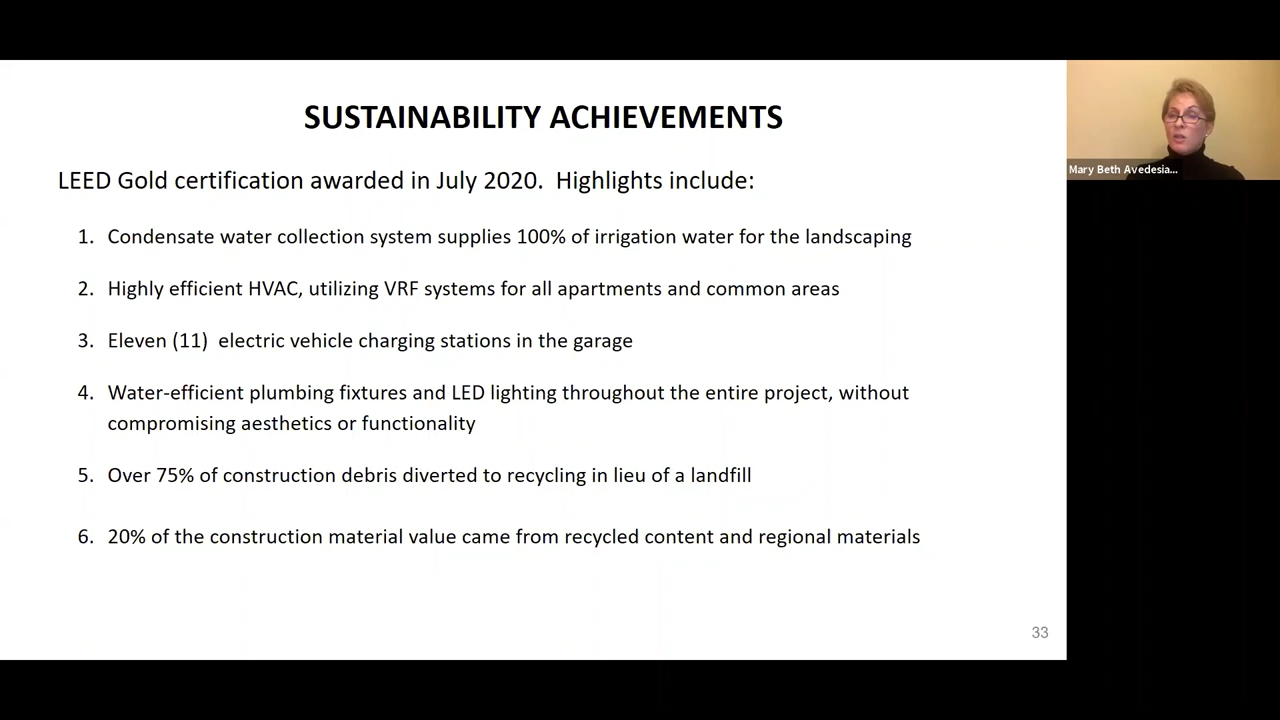 SUSTAINABILITY ACHIEVEMENTS
LEED Gold certification awarded in July 2020.  Highlights include:
1. Condensate water collection system supplies 100% of irrigation water for the landscaping
2. Highly efficient HVAC, utilizing VRF systems for all apartments and common areas
3. Eleven (11)  electric vehicle charging stations in the garage
4. Water-efficient plumbing fixtures and LED lighting throughout the entire project, without
compromising aesthetics or functionality
5. Over 75% of construction debris diverted to recycling in lieu of a landfill
6. 20% of the construction material value came from recycled content and regional materials
33
Mary Beth Avedesia...